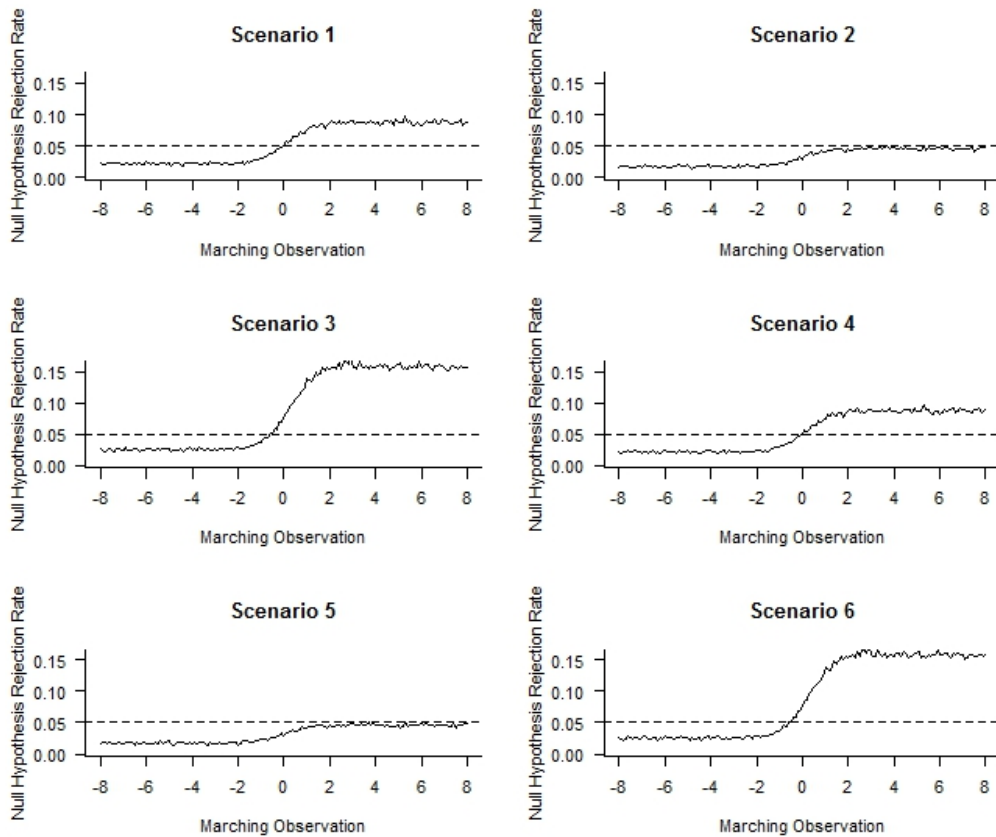 Scenario 1
Null Hypothesis Rejection Rate
0.15
0.10
0.05
0.00
-8 -6 -4 -2 0 2 4 6 8
Marching Observation
Scenario 2
Null Hypothesis Rejection Rate
0.15
0.10
0.05
0.00
-8 -6 -4 -2 0 2 4 6 8
Marching Observation
Scenario 3
Null Hypothesis Rejection Rate
0.15
0.10
0.05
0.00
-8 -6 -4 -2 0 2 4 6 8
Marching Observation
Scenario 4
Null Hypothesis Rejection Rate
0.15
0.10
0.05
0.00
-8 -6 -4 -2 0 2 4 6 8
Marching Observation
Scenario 5
Null Hypothesis Rejection Rate
0.15
0.10
0.05
0.00
-8 -6 -4 -2 0 2 4 6 8
Marching Observation
Scenario 6
Null Hypothesis Rejection Rate
0.15
0.10
0.05
0.00
-8 -6 -4 -2 0 2 4 6 8
Marching Observation